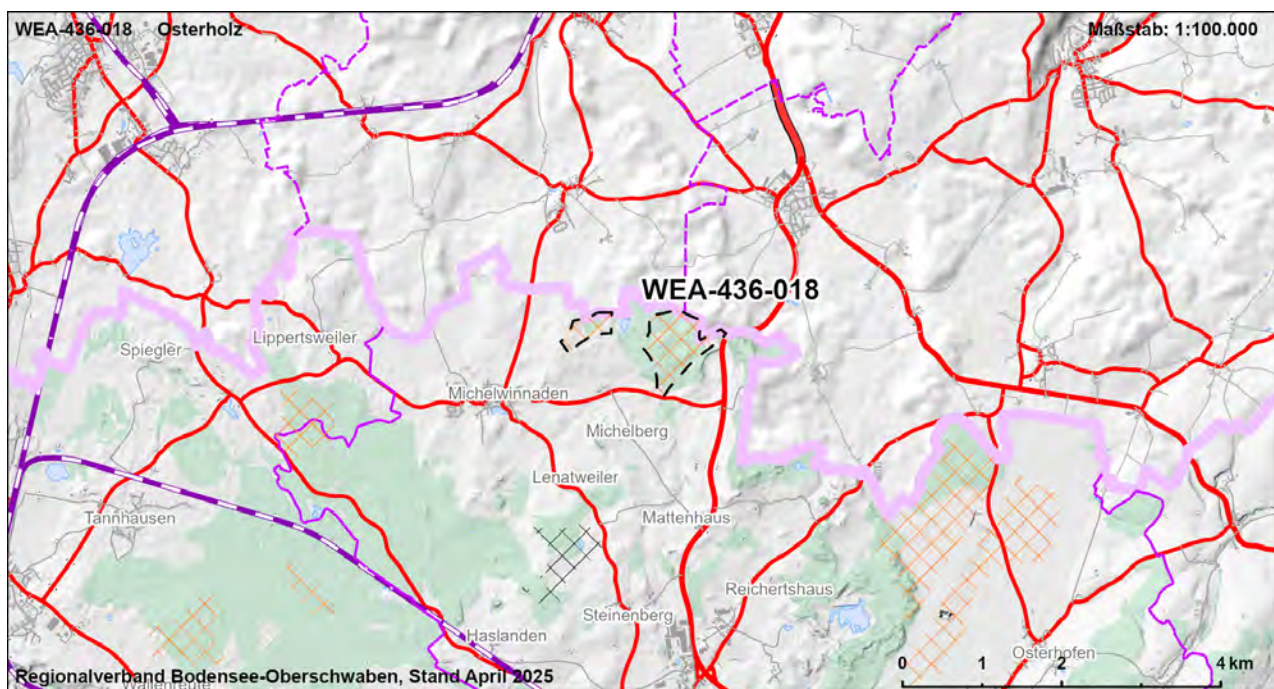 WEA-436-018 Osterholz
Maßstab: 1:100.000
WEA-436-018
Spiegler
Lippertsweiler
Michelwinnaden
Michelberg
Lenatweiler
Tannhausen
Mattenhaus
Reichertshaus
Steinenberg
Haslanden
Osterhofen
0 1 2 4 km
Regionalverband Bodensee-Oberschwaben, Stand April 2025